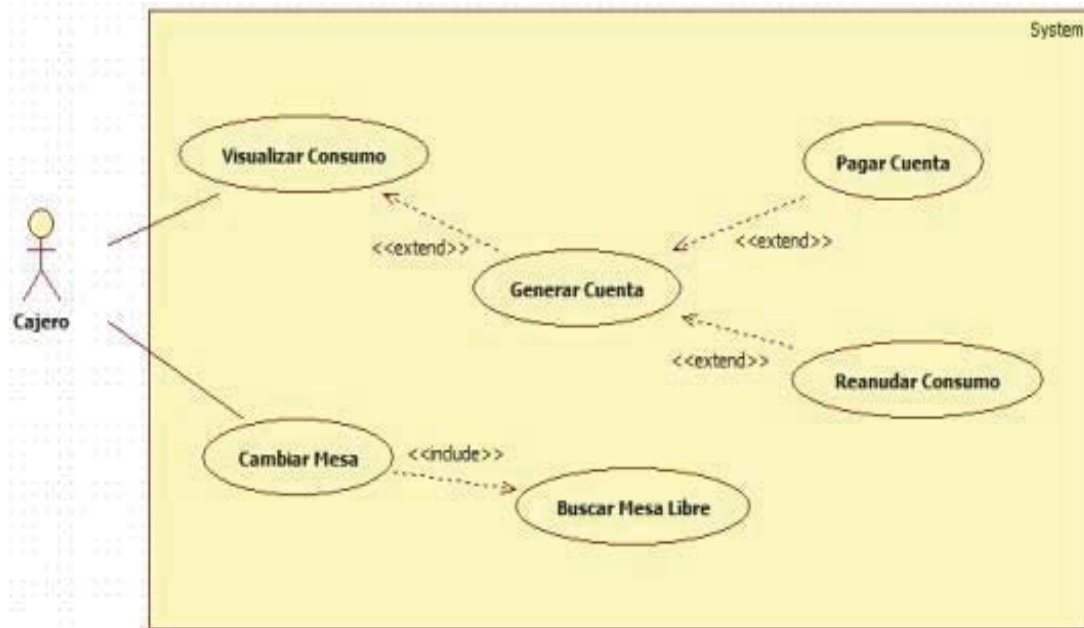 System
Visualizar Consumo
Pagar Cuenta
<<extend>>
<<extend>>
Generar Cuenta
Cajero
<<extend>>
Reanudar Consumo
Cambiar Mesa
<<include>>
Buscar Mesa Libre